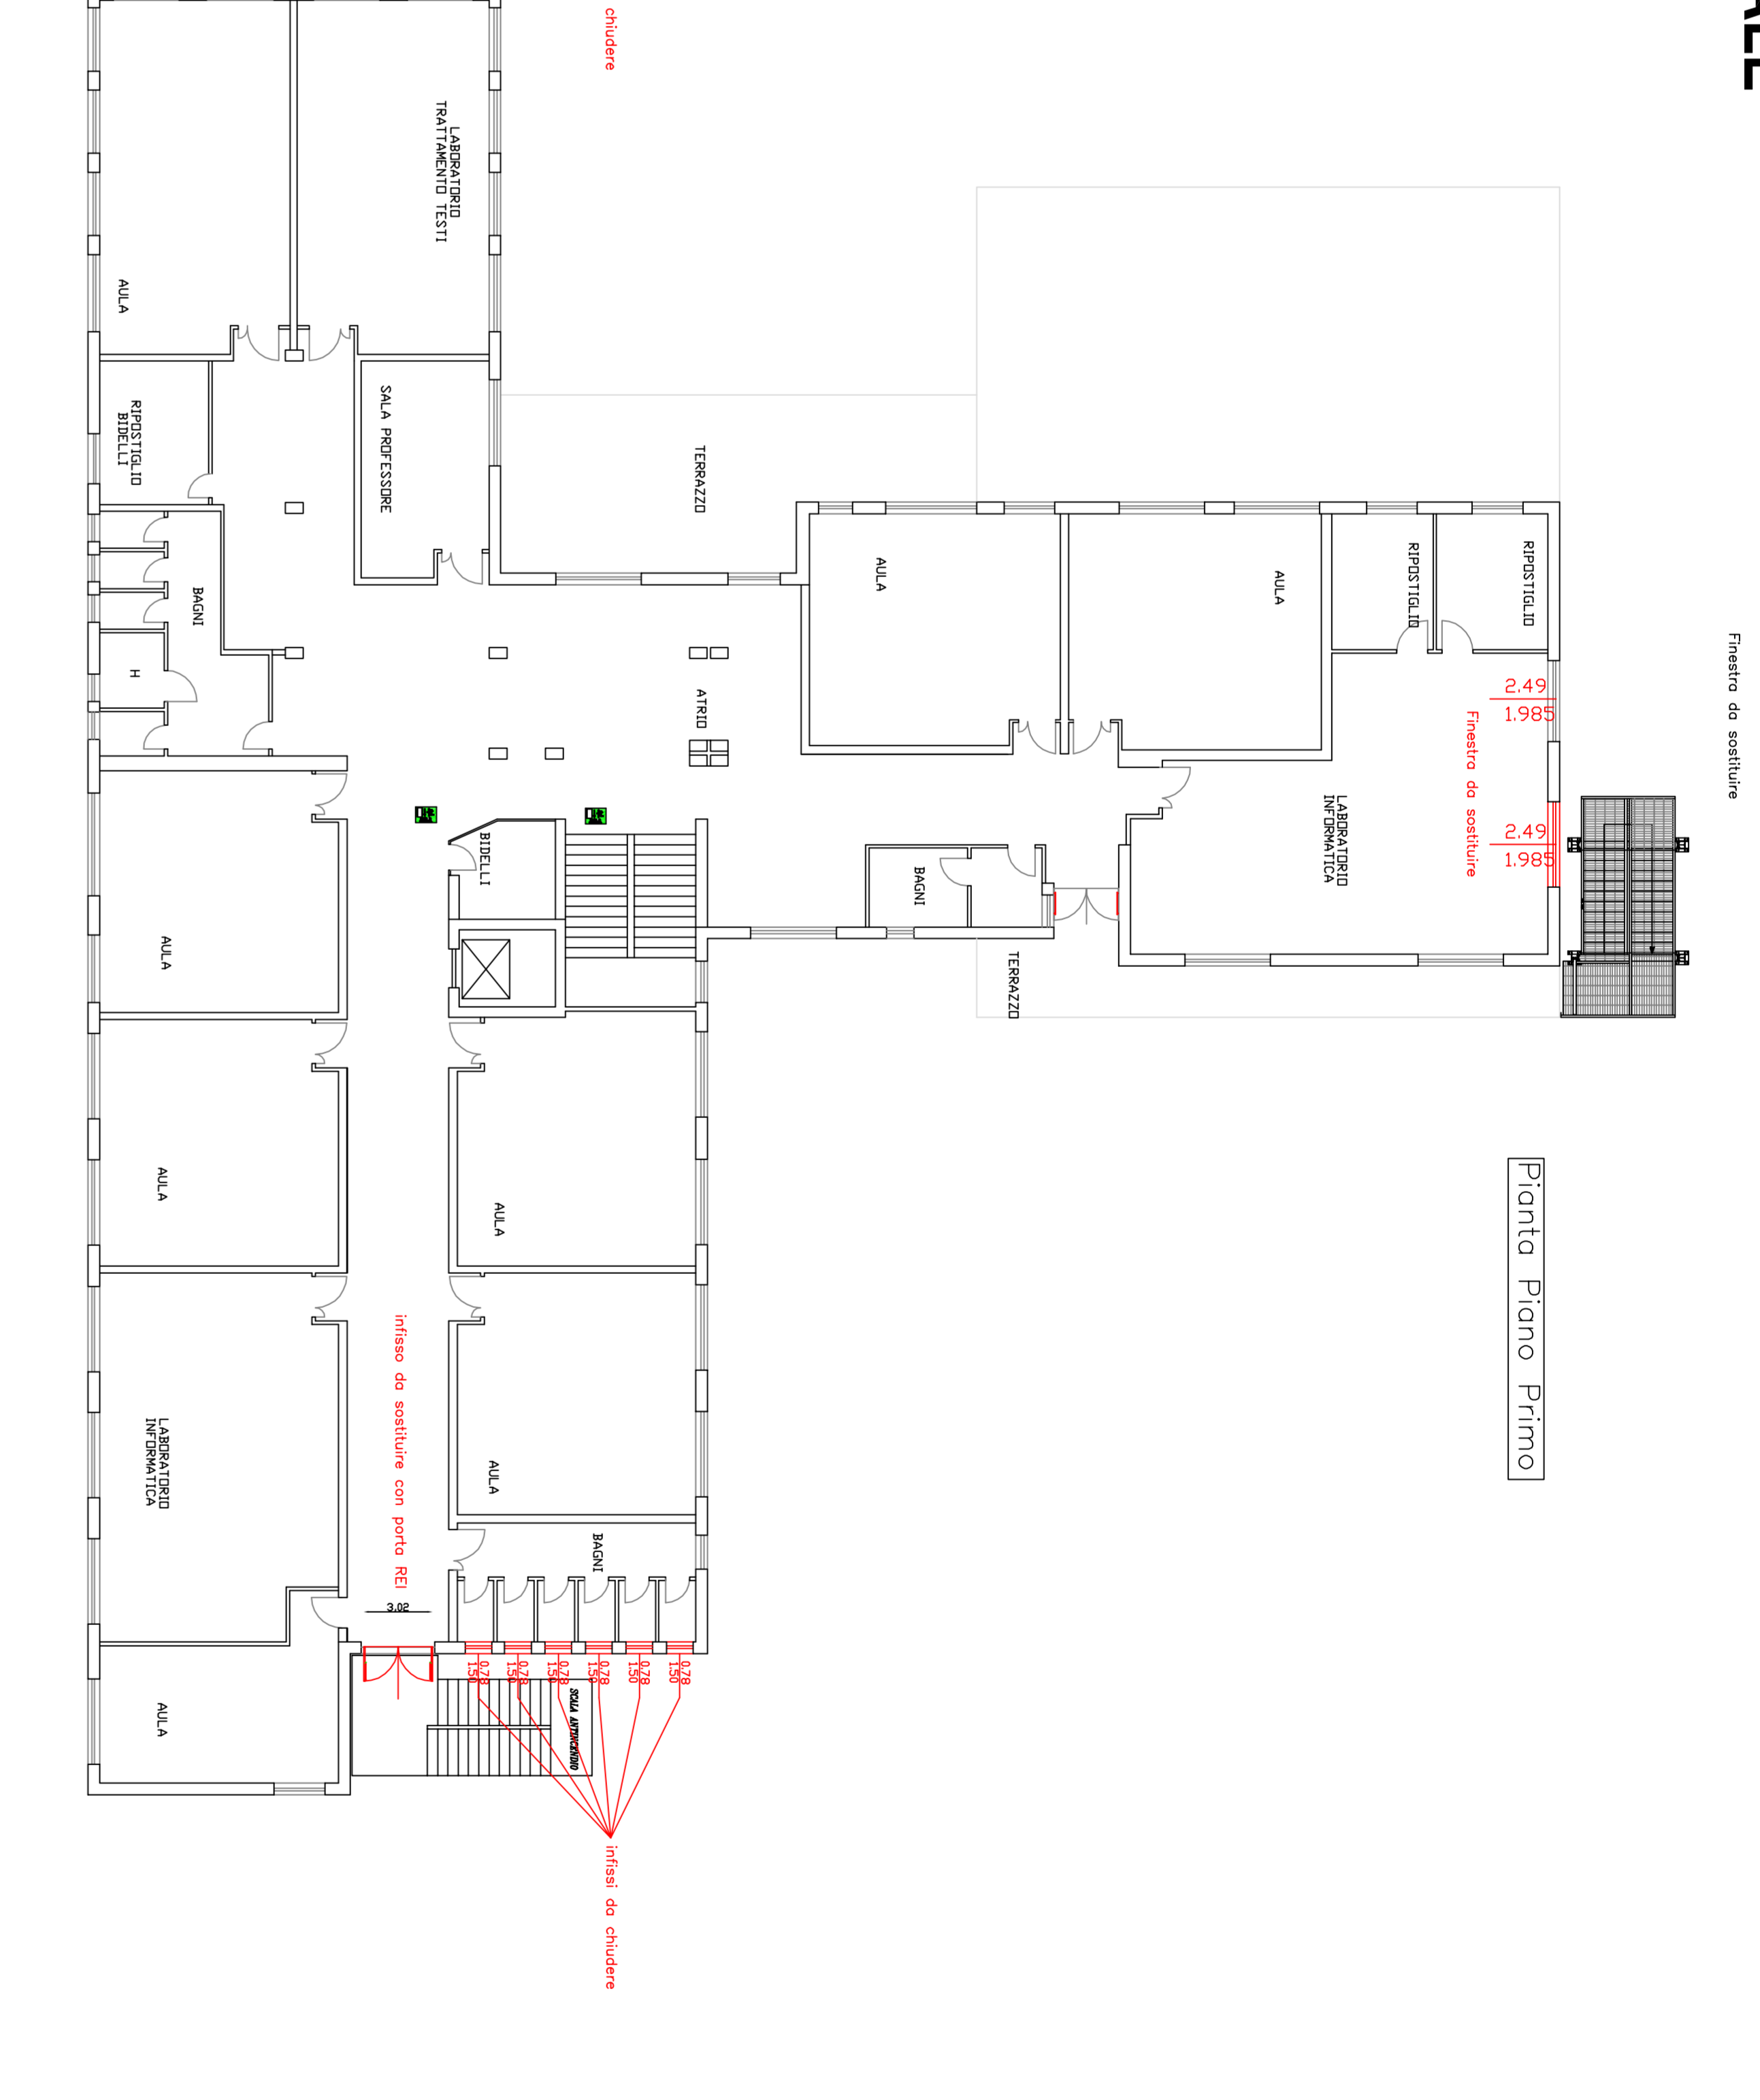 ALL
Finestra da sostituire
Pianta Piano Primo
RIPOSTIGLIO
2.49
1.985
2.49
1.985
Finestra da sostituire
RIPOSTIGLIO
LABORATORIO
INFORMATICA
AULA
TERRAZZO
BAGNI
AULA
TERRAZZO
ATRIO
chiudere
infissi da chiudere
0.78
1.50
0.78
1.50
0.78
1.50
0.78
1.50
0.78
1.50
0.78
1.50
SCALA ANTINCENDIO
BAGNI
AULA
AULA
BIDELLI
LABORATORIO
TRATTAMENTO TESTI
SALA PROFESSORE
infisso da sostituire con porta REI
3.02
BAGNI
H
RIPOSTIGLIO
BIDELLI
AULA
AULA
AULA
LABORATORIO
INFORMATICA
AULA